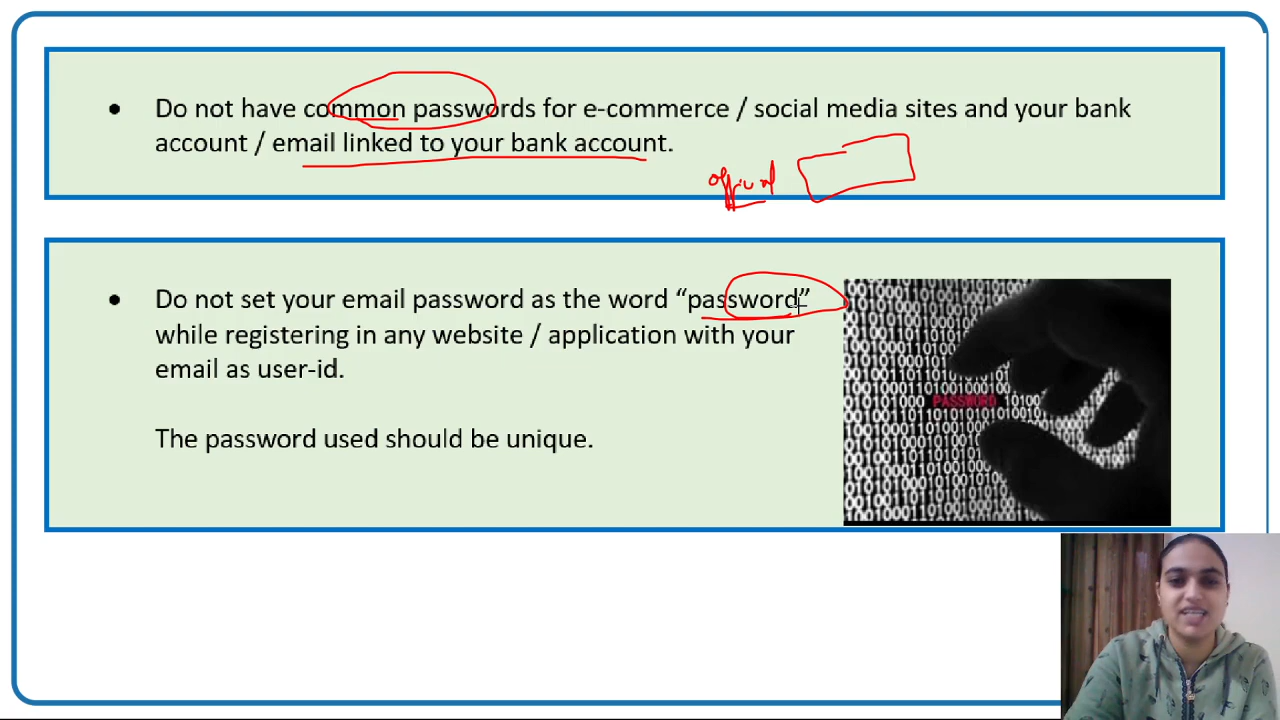 • Do not have common passwords for e-commerce / social media sites and your bank
account / email linked to your bank account.
official
• Do not set your email password as the word “password”
while registering in any website / application with your
email as user-id.
The password used should be unique.
PASSWORD